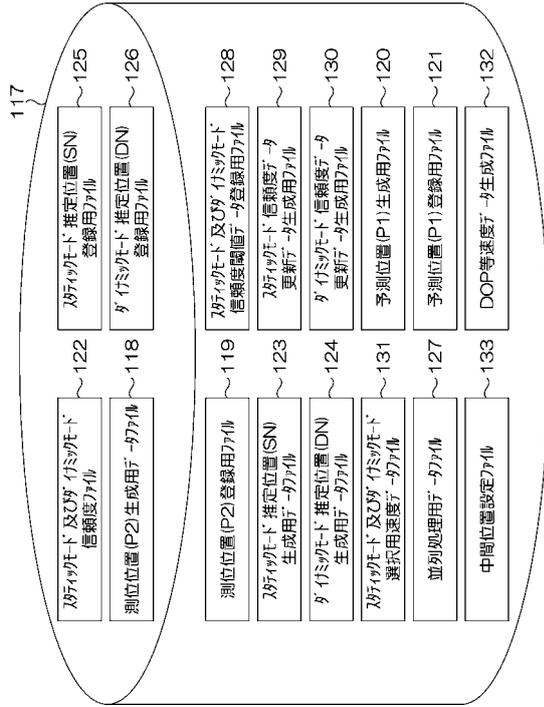 117
スタティックモード及びダイナミックモード
信頼度ファイル
122
測位位置(P2)生成用データファイル
118
測位位置(P2)登録用ファイル
119
スタティックモード推定位置(SN)
生成用データファイル
123
ダイナミックモード推定位置(DN)
生成用データファイル
124
スタティックモード及びダイナミックモード
選択用速度データファイル
131
並列処理用データファイル
127
中間位置設定ファイル
133
スタティックモード推定位置(SN)
登録用ファイル
125
ダイナミックモード推定位置(DN)
登録用ファイル
126
スタティックモード及びダイナミックモード
信頼度閾値データ登録用ファイル
128
スタティックモード信頼度データ
更新データ生成用ファイル
129
ダイナミックモード信頼度データ
更新データ生成用ファイル
130
予測位置(P1)生成用ファイル
120
予測位置(P1)登録用ファイル
121
DOP等速度データ生成ファイル
132